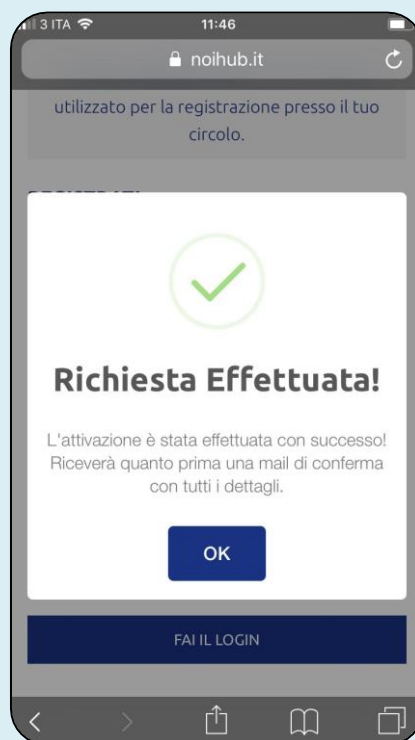 3 ITA 11:46
noihub.it
utilizzato per la registrazione presso il tuo
circolo.
Richiesta Effettuata!
L'attivazione è stata effettuata con successo!
Riceverà quanto prima una mail di conferma
con tutti i dettagli.
OK
FAI IL LOGIN